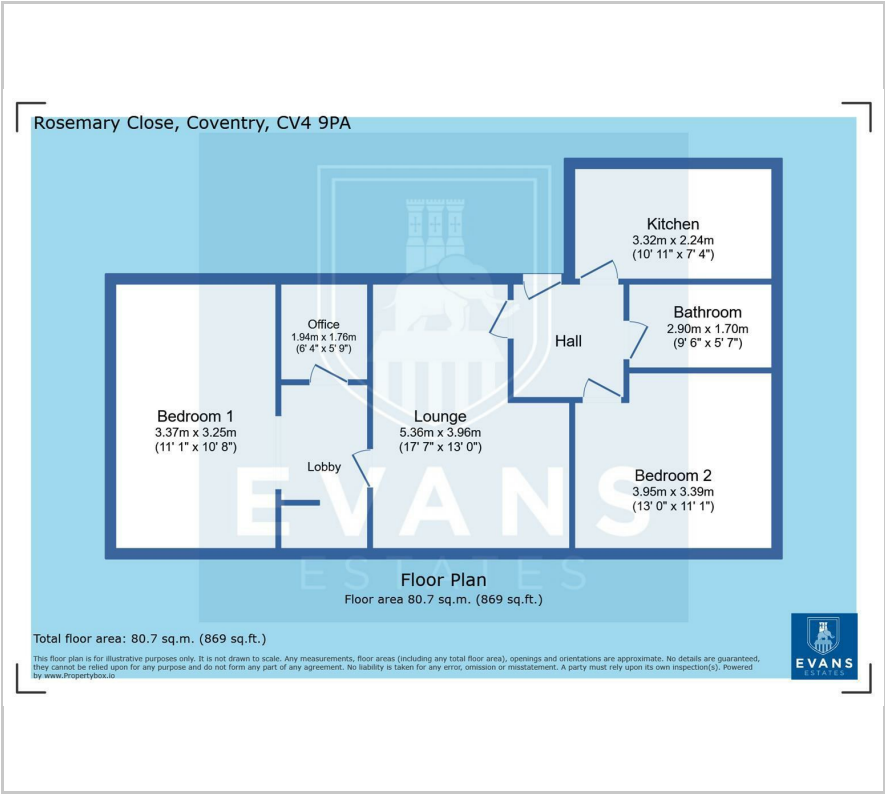 Rosemary Close, Coventry, CV4 9PA
Kitchen
3.32m x 2.24m
(10' 11" x 7' 4")
Office
1.94m x 1.76m
(6' 4" x 5' 9")
Hall
Bathroom
2.90m x 1.70m
(9' 6" x 5' 7")
Bedroom 1
3.37m x 3.25m
(11' 1" x 10' 8")
Lobby
Lounge
5.36m x 3.96m
(17' 7" x 13' 0")
Bedroom 2
3.95m x 3.39m
(13' 0" x 11' 1")
EVANS
ESTATES
Floor Plan
Floor area 80.7 sq.m. (869 sq.ft.)
Total floor area: 80.7 sq.m. (869 sq.ft.)
This floor plan is for illustrative purposes only. It is not drawn to scale. Any measurements, floor areas (including any total floor area), openings and orientations are approximate. No details are guaranteed,
they cannot be relied upon for any purpose and do not form any part of any agreement. No liability is taken for any error, omission or misstatement. A party must rely upon its own inspection(s). Powered
by www.Propertybox.io
EVANS
ESTATES